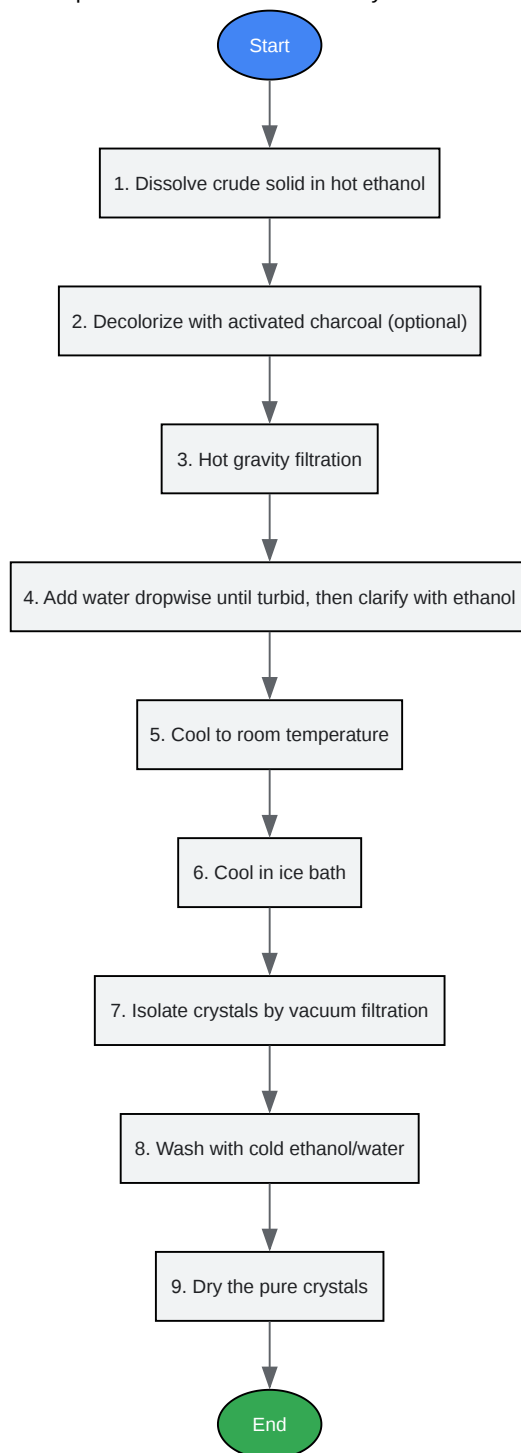 Start
1. Dissolve crude solid in hot ethanol
2. Decolorize with activated charcoal (optional)
3. Hot gravity filtration
4. Add water dropwise until turbid, then clarify with ethanol
5. Cool to room temperature
6. Cool in ice bath
7. Isolate crystals by vacuum filtration
8. Wash with cold ethanol/water
9. Dry the pure crystals
End